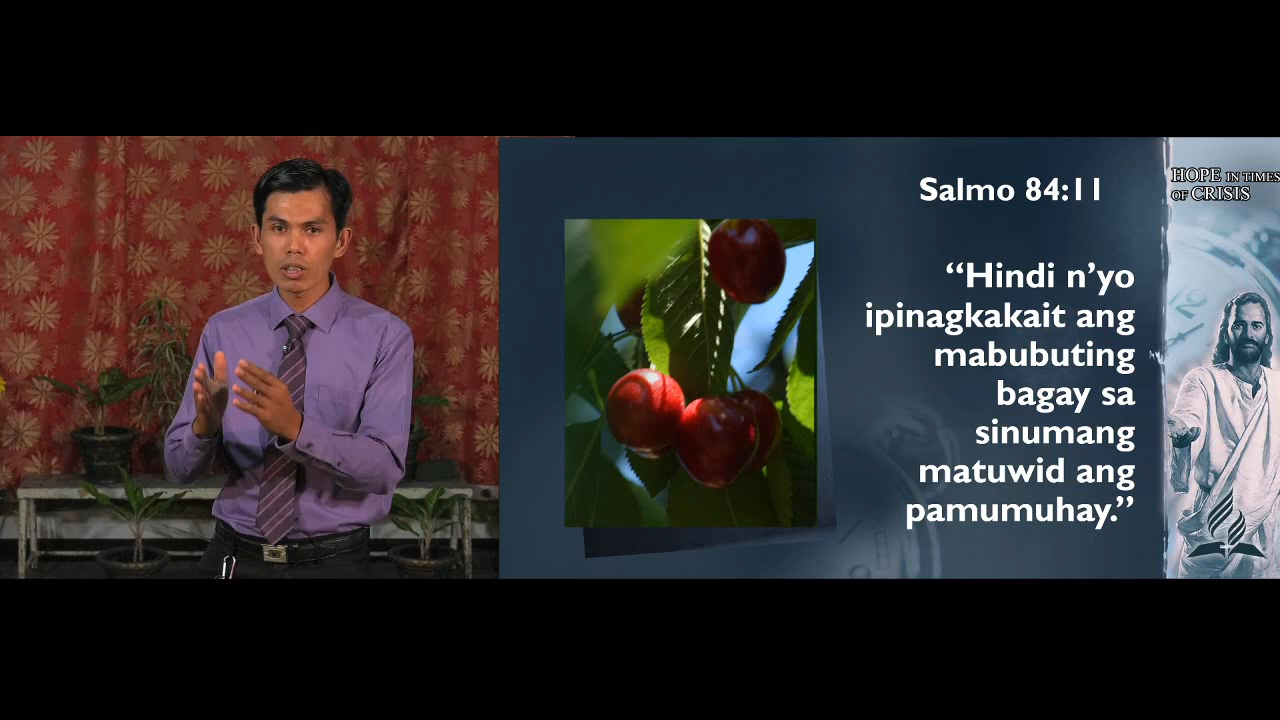 Salmo 84:11
“Hindi n’yo
ipinagkakait ang
mabubuting
bagay sa
sinumang
matuwid ang
pamumuhay.”
HOPE IN TIMES
OF CRISIS